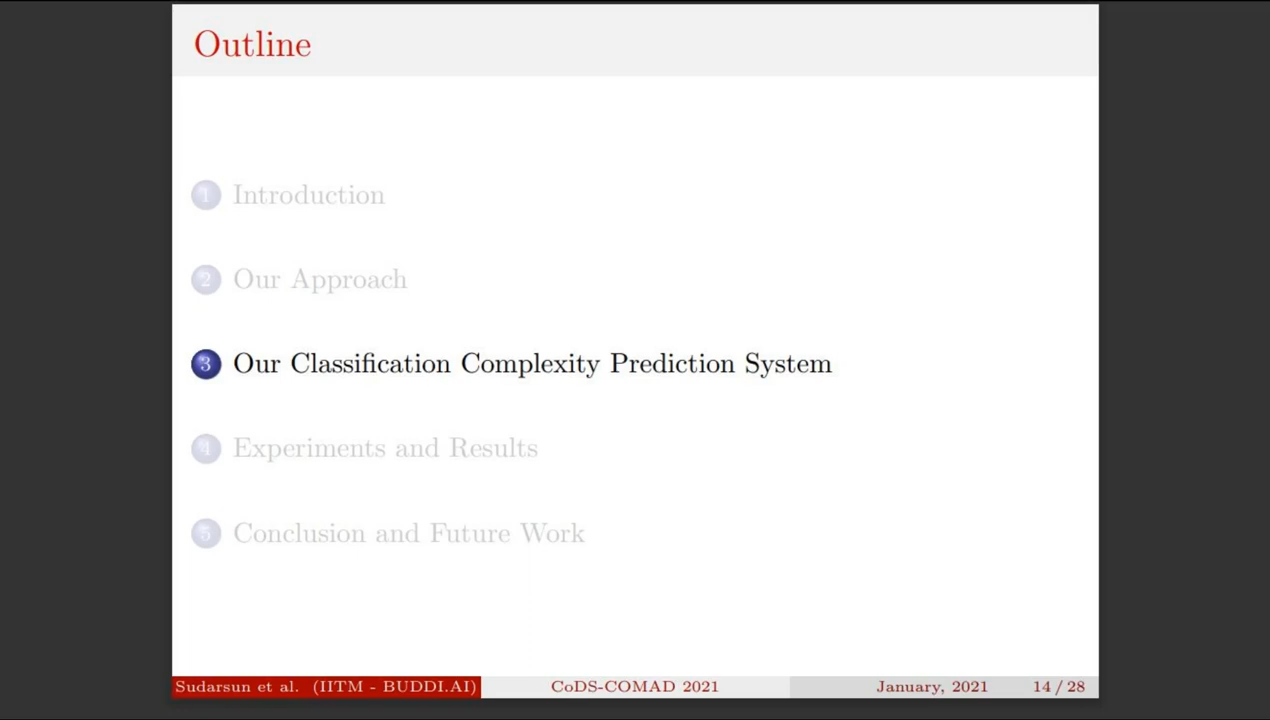 Outline
1 Introduction
2 Our Approach
3 Our Classification Complexity Prediction System
4 Experiments and Results
5 Conclusion and Future Work
Sudarsun et al. (IITM - BUDDI.AI) CoDS-COMAD 2021 January, 2021 14 / 28